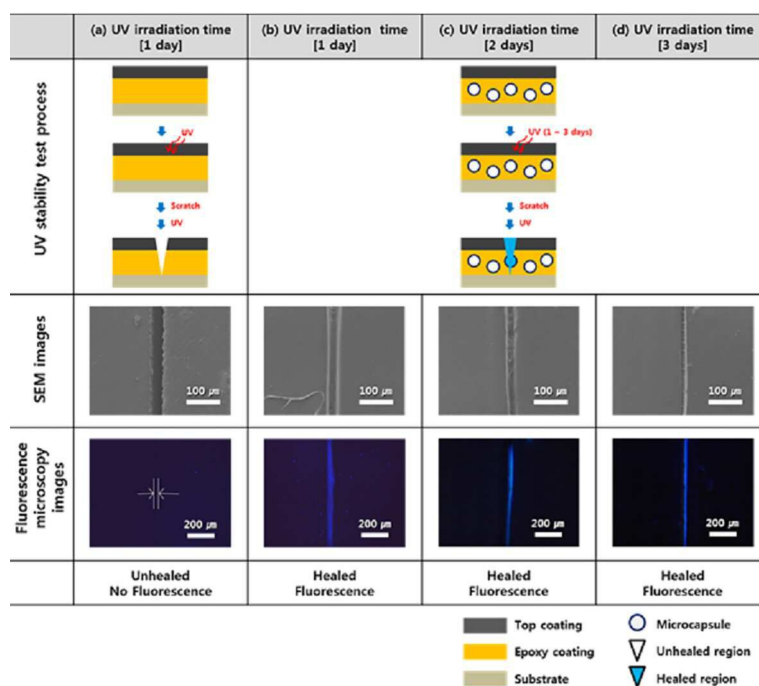 (a) UV irradiation time
[1 day]
(b) UV irradiation time
[1 day]
(c) UV irradiation time
[2 days]
(d) UV irradiation time
[3 days]
UV stability test process
UV
Scratch
UV
UV (1 ~ 3 days)
Scratch
UV
SEM images
100 μm
100 μm
100 μm
100 μm
Fluorescence
microscopy
images
200 μm
200 μm
200 μm
200 μm
Unhealed
No Fluorescence
Healed
Fluorescence
Healed
Fluorescence
Healed
Fluorescence
Top coating
Epoxy coating
Substrate
Microcapsule
Unhealed region
Healed region